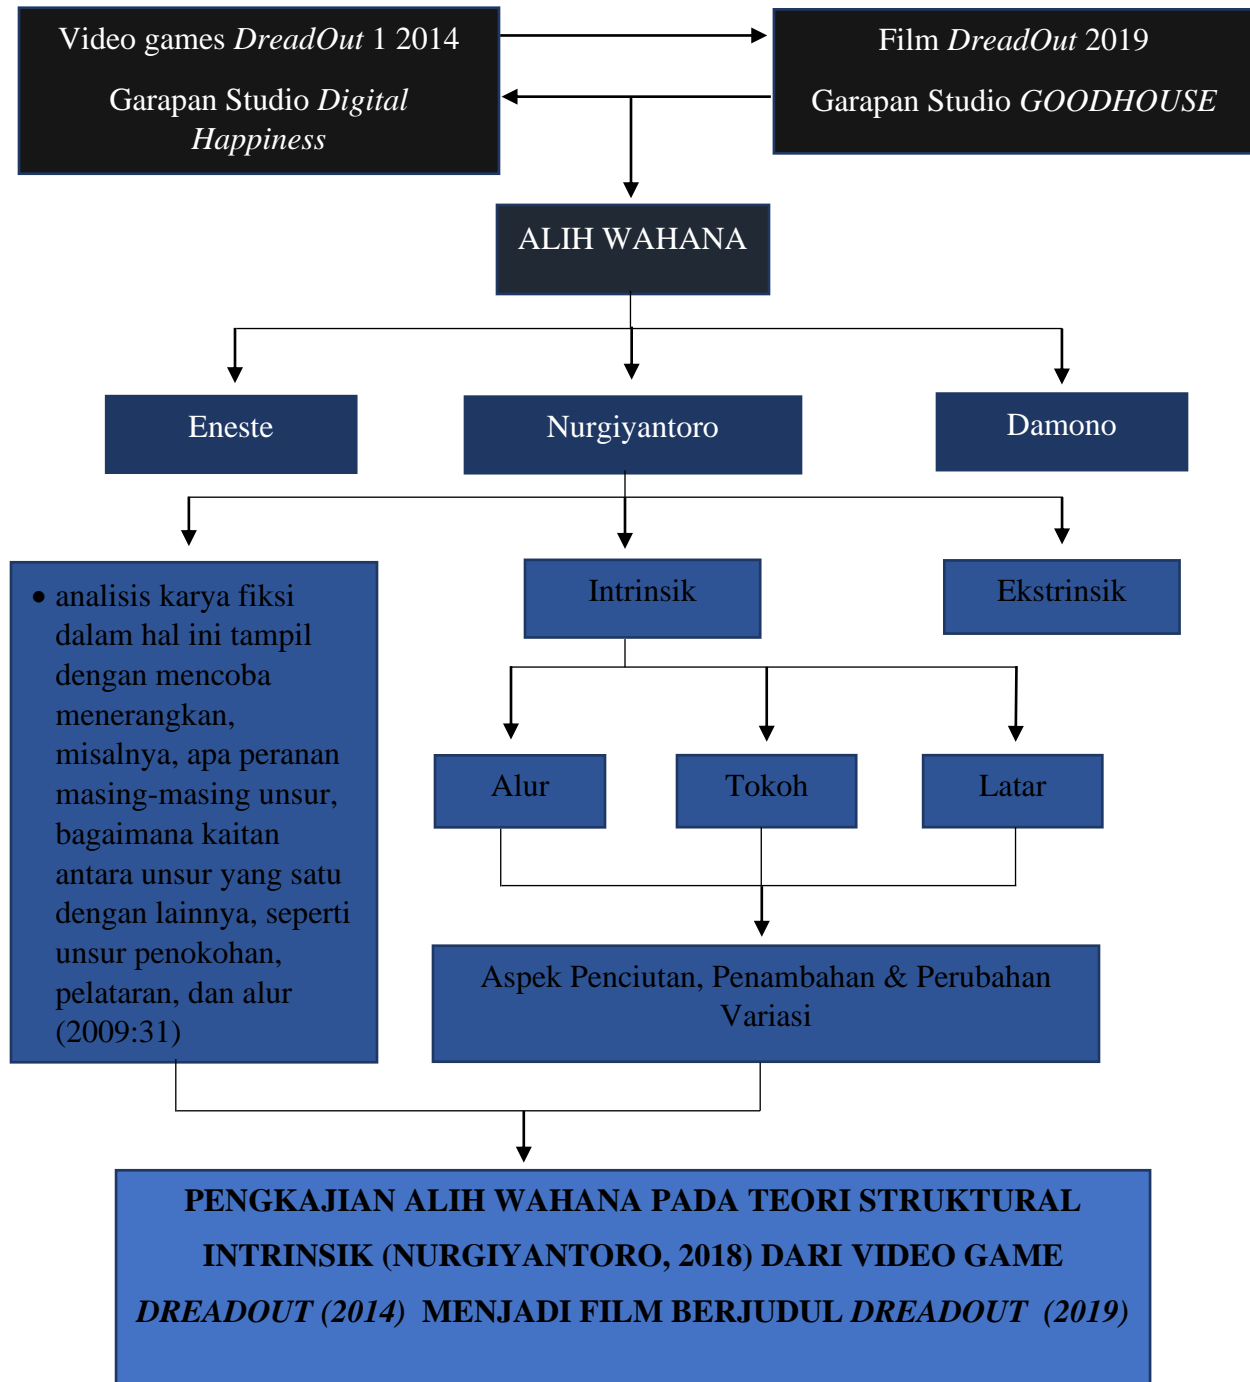 Video games DreadOut 1 2014
Garapan Studio Digital
Happiness
Film DreadOut 2019
Garapan Studio GOODHOUSE
ALIH WAHANA
Eneste
Nurgiyantoro
Damono
• analisis karya fiksi
dalam hal ini tampil
dengan mencoba
menerangkan,
misalnya, apa peranan
masing-masing unsur,
bagaimana kaitan
antara unsur yang satu
dengan lainnya, seperti
unsur penokohan,
pelataran, dan alur
(2009:31)
Intrinsik
Ekstrinsik
Alur
Tokoh
Latar
Aspek Penciutan, Penambahan & Perubahan
Variasi
PENGKAJIAN ALIH WAHANA PADA TEORI STRUKTURAL
INTRINSIK (NURGIYANTORO, 2018) DARI VIDEO GAME
DREADOUT (2014) MENJADI FILM BERJUDUL DREADOUT (2019)